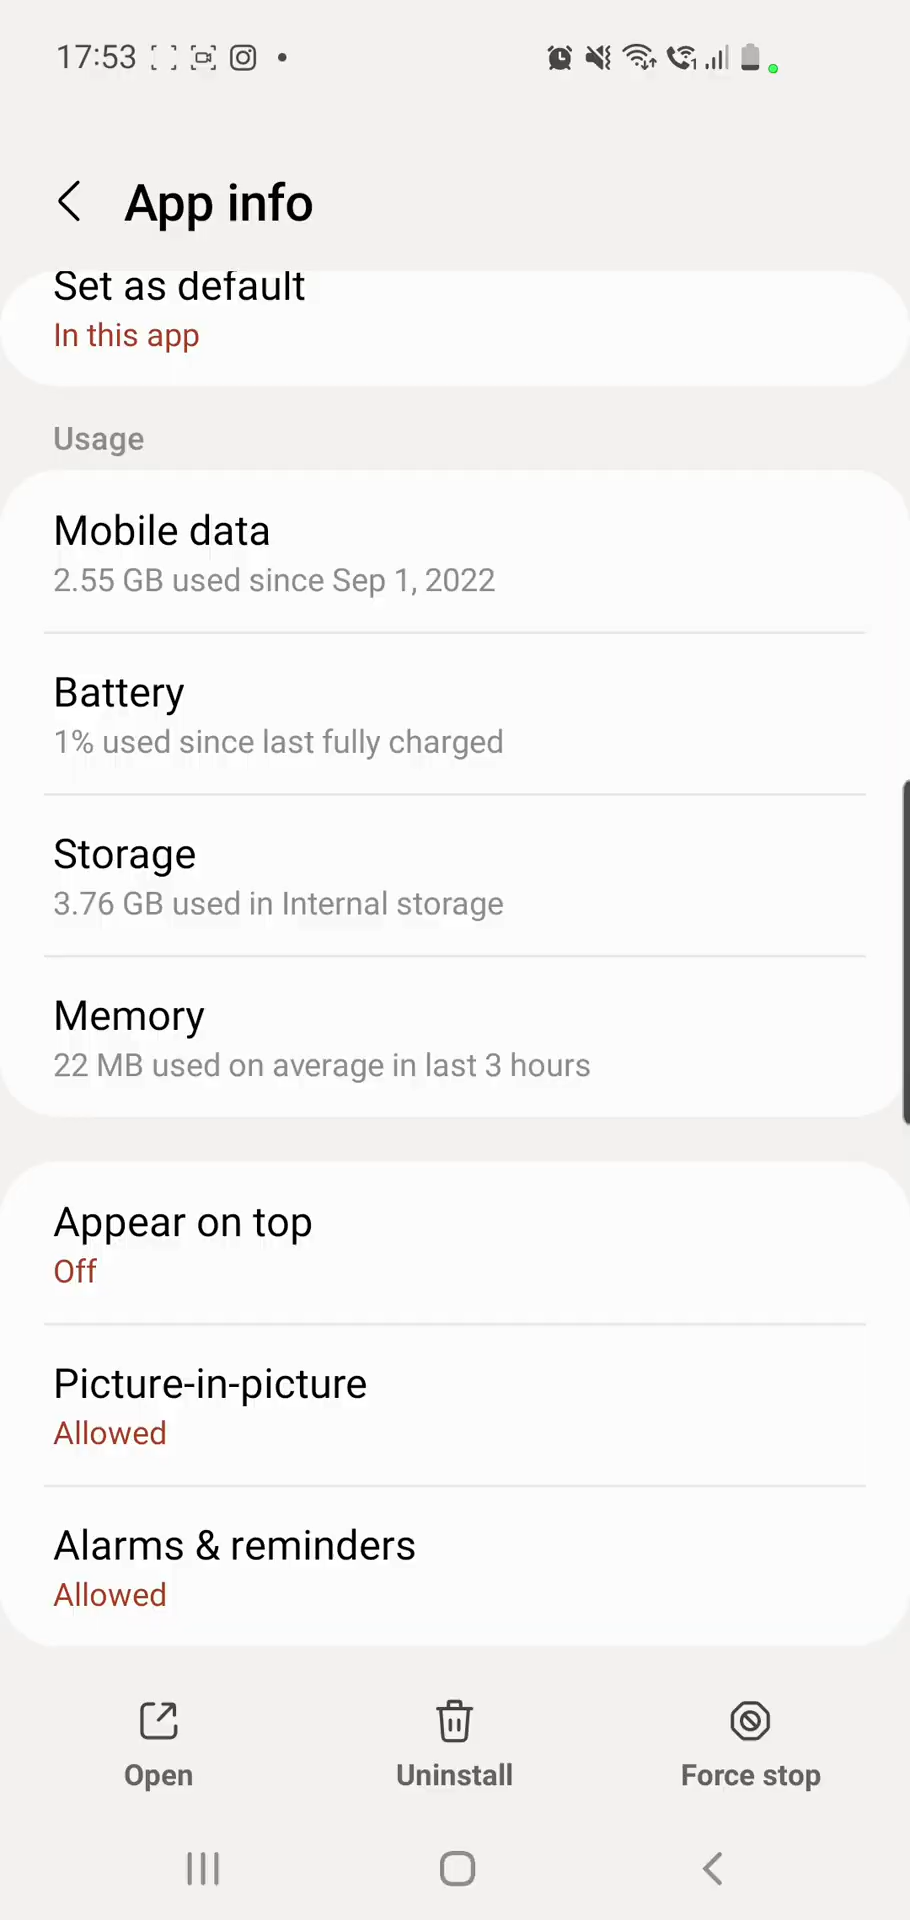 17:53
App info
Set as default
In this app
Usage
Mobile data
2.55 GB used since Sep 1, 2022
Battery
1% used since last fully charged
Storage
3.76 GB used in Internal storage
Memory
22 MB used on average in last 3 hours
Appear on top
Off
Picture-in-picture
Allowed
Alarms & reminders
Allowed
Open
Uninstall
Force stop